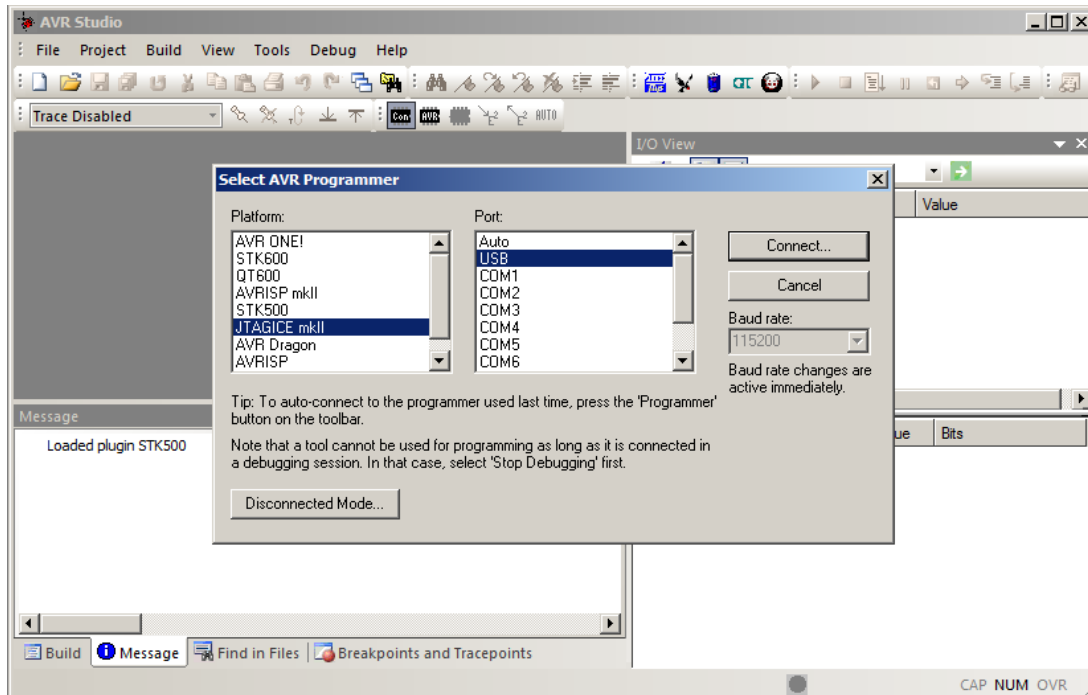 AVR Studio
File Project Build View Tools Debug Help
Trace Disabled
Con AVR AUTO
I/O View
Value
Select AVR Programmer
Platform:
AVR ONE!
STK600
QT600
AVRISP mkII
STK500
JTAGICE mkII
AVR Dragon
AVRISP
Port:
Auto
USB
COM1
COM2
COM3
COM4
COM5
COM6
Connect...
Cancel
Baud rate:
115200
Baud rate changes are
active immediately.
Tip: To auto-connect to the programmer used last time, press the 'Programmer'
button on the toolbar.
Note that a tool cannot be used for programming as long as it is connected in
a debugging session. In that case, select 'Stop Debugging' first.
Disconnected Mode...
Message
Loaded plugin STK500
ue Bits
Build Message Find in Files Breakpoints and Tracepoints
CAP NUM OVR